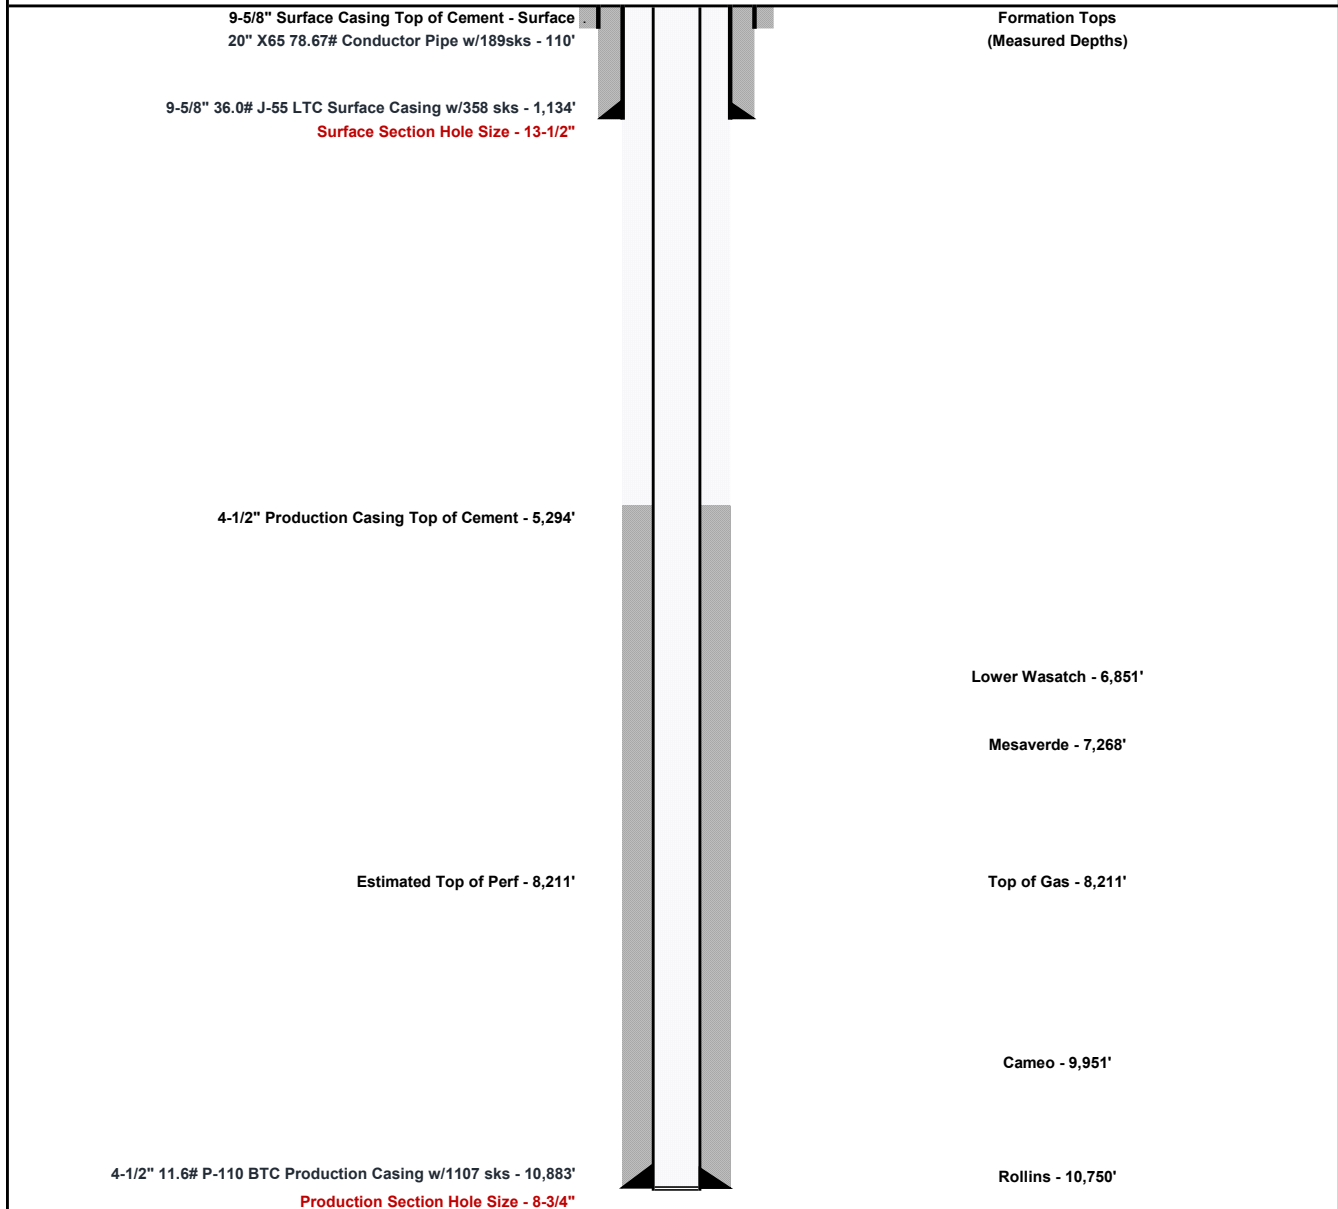 9-5/8" Surface Casing Top of Cement - Surface
Formation Tops
20" X65 78.67# Conductor Pipe w/189sks - 110'
(Measured Depths)
9-5/8" 36.0# J-55 LTC Surface Casing w/358 sks - 1,134'
Surface Section Hole Size - 13-1/2"
4-1/2" Production Casing Top of Cement - 5,294'
Lower Wasatch - 6,851'
Mesaverde - 7,268'
Estimated Top of Perf - 8,211'
Top of Gas - 8,211'
Cameo - 9,951'
4-1/2" 11.6# P-110 BTC Production Casing w/1107 sks - 10,883'
Rollins - 10,750'
Production Section Hole Size - 8-3/4"